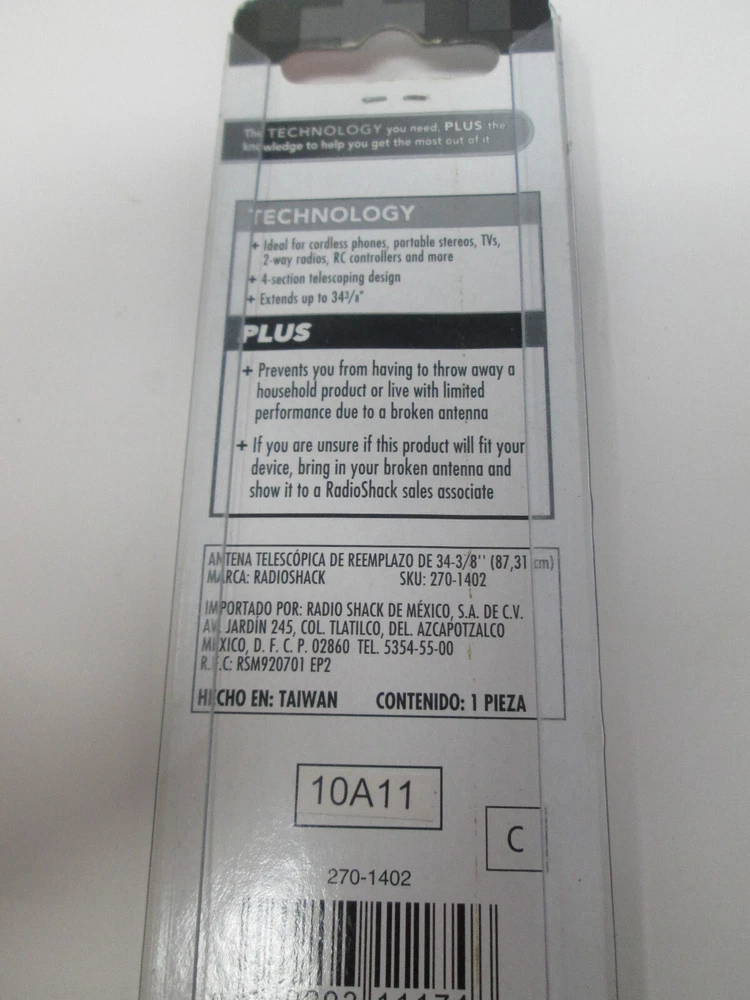 The TECHNOLOGY you need, PLUS the
knowledge to help you get the most out of it
TECHNOLOGY
+ Ideal for cordless phones, portable stereos, TVs,
2-way radios, RC controllers and more
+ 4-section telescoping design
+ Extends up to 34³/₈"
PLUS
+ Prevents you from having to throw away a
household product or live with limited
performance due to a broken antenna
+ If you are unsure if this product will fit your
device, bring in your broken antenna and
show it to a RadioShack sales associate
ANTENA TELESCÓPICA DE REEMPLAZO DE 34-3/8'' (87,31 cm)
MARCA: RADIOSHACK SKU: 270-1402
IMPORTADO POR: RADIO SHACK DE MÉXICO, S.A. DE C.V.
AV. JARDÍN 245, COL. TLATILCO, DEL. AZCAPOTZALCO
MÉXICO, D. F. C. P. 02860 TEL. 5354-55-00
R.F.C: RSM920701 EP2
HECHO EN: TAIWAN CONTENIDO: 1 PIEZA
10A11
C
270-1402